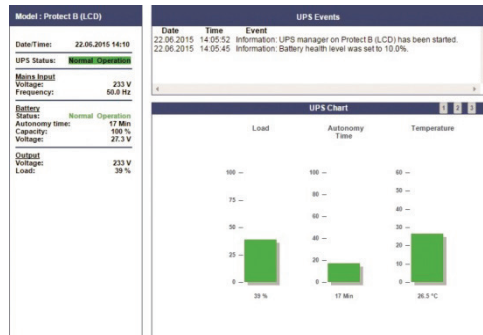 Model : Protect B (LCD)
Date/Time: 22.06.2015 14:10
UPS Status: Normal Operation
Mains Input
Voltage: 233 V
Frequency: 50.0 Hz
Battery
Status: Normal Operation
Autonomy time: 17 Min
Capacity: 100 %
Voltage: 27.3 V
Output
Voltage: 233 V
Load: 39 %
UPS Events
Date Time Event
22.06.2015 14:05:52 Information: UPS manager on Protect B (LCD) has been started.
22.06.2015 14:05:45 Information: Battery health level was set to 10.0%.
UPS Chart 1 2 3
Load Autonomy Time Temperature
100 100 60
75 80 50
50 60 40
25 40 30
0 20 20
0 10
0
39 % 17 Min 26.5 °C